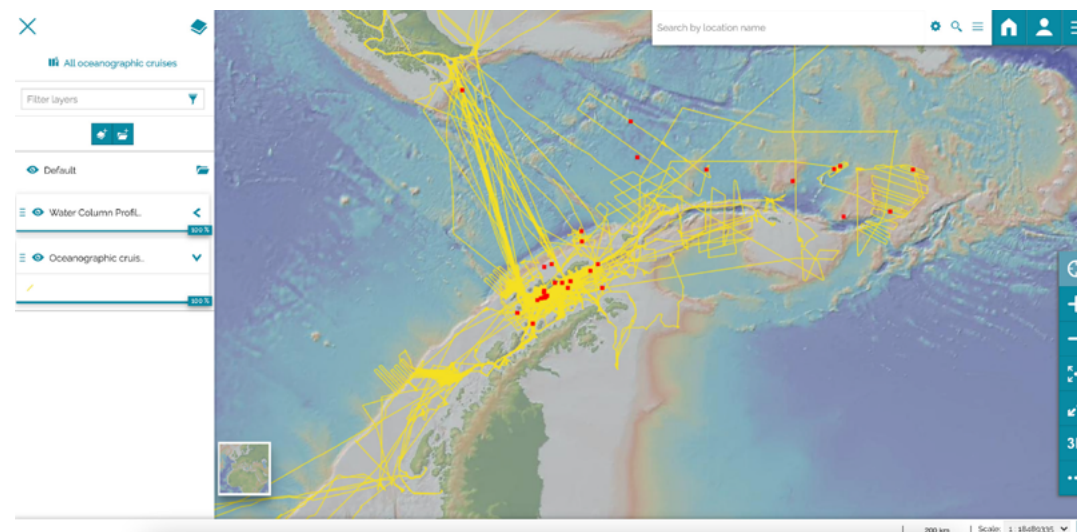 All oceanographic cruises
Filter layers
Default
Water Column Profil..
100 %
Oceanographic cruis..
100 %
Search by location name
3D
200 km
Scale: 1 : 18489335